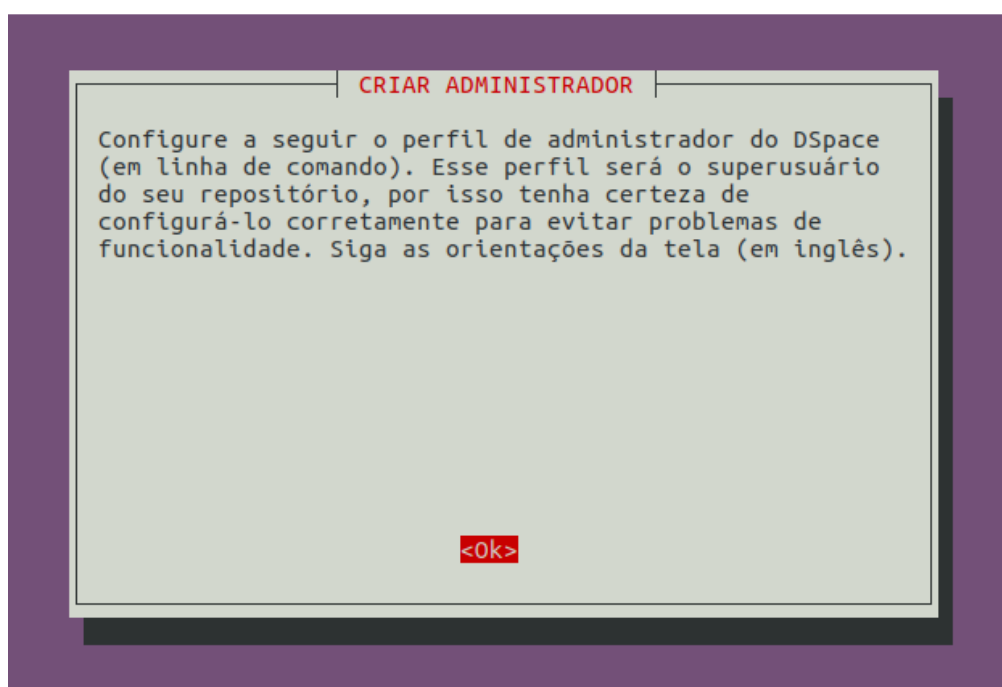 CRIAR ADMINISTRADOR
Configure a seguir o perfil de administrador do DSpace
(em linha de comando). Esse perfil será o superusuário
do seu repositório, por isso tenha certeza de
configurá-lo corretamente para evitar problemas de
funcionalidade. Siga as orientações da tela (em inglês).
<Ok>